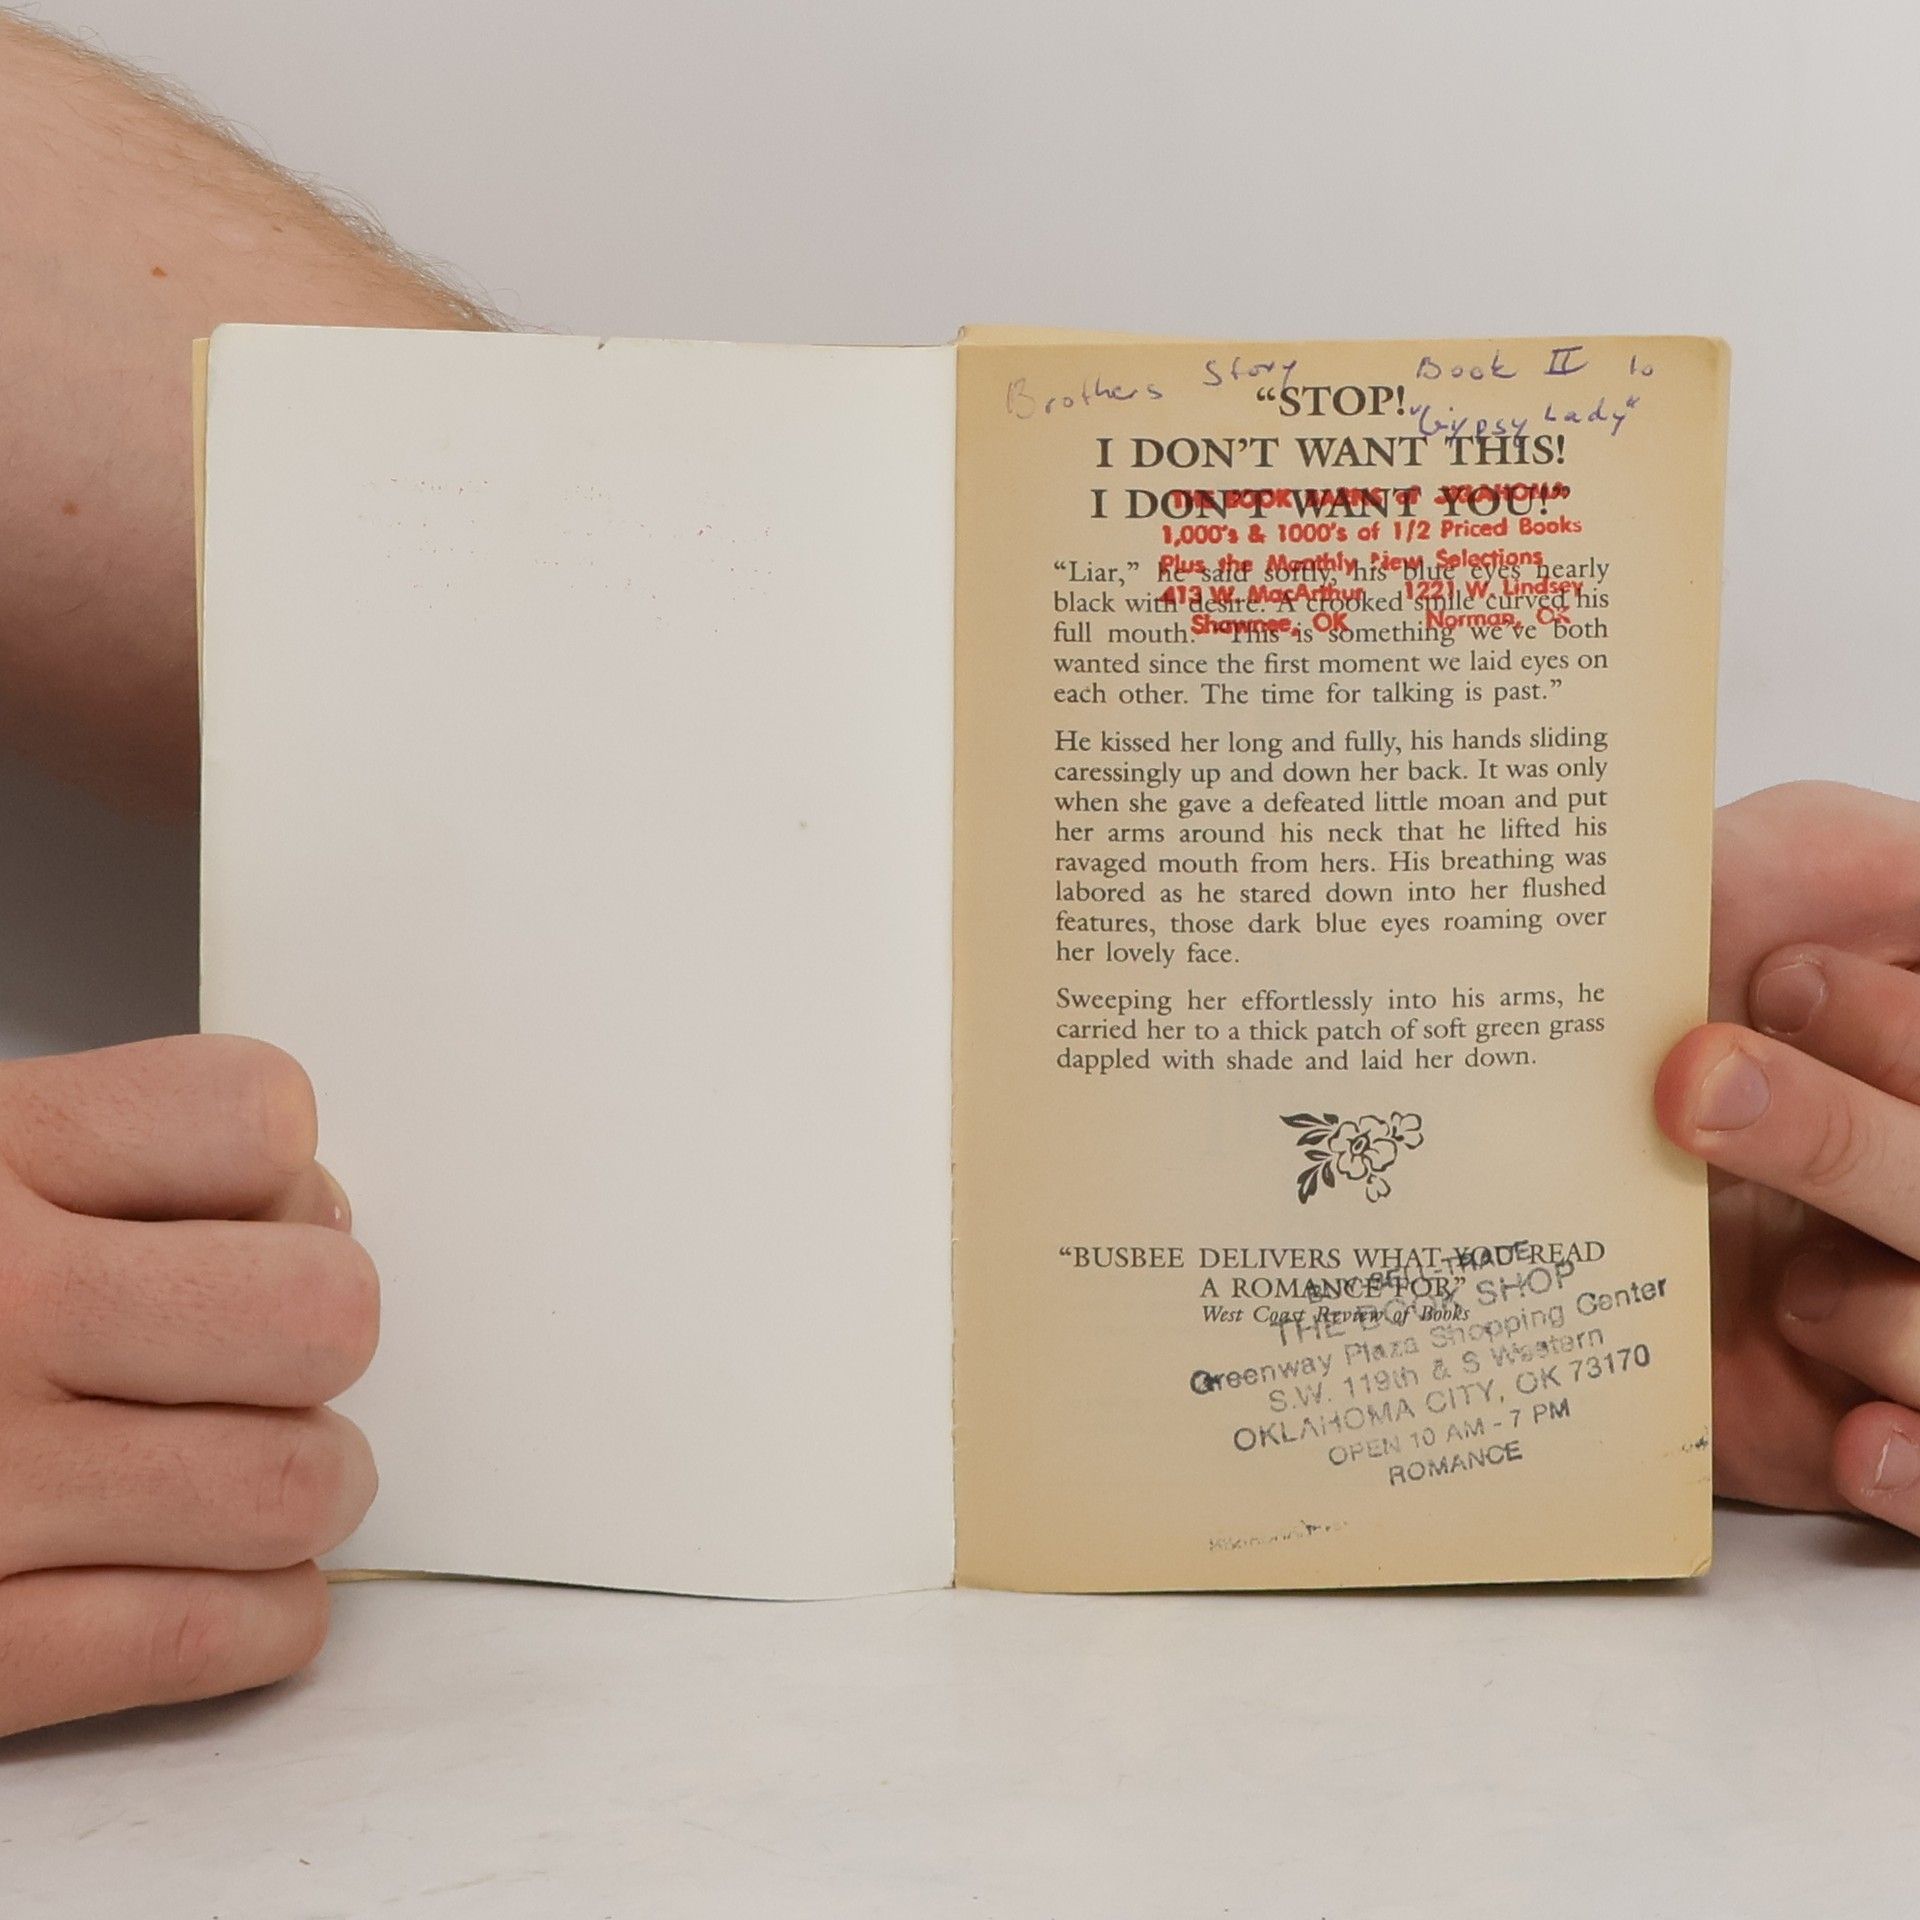 Brothers Story Book II to
"Gypsy Lady"
“STOP!
I DON’T WANT THIS!
I DON’T WANT YOU!”
THE BOOK BARNS of OKLAHOMA
1,000's & 1000's of 1/2 Priced Books
Plus the Monthly New Selections
413 W. MacArthur 1221 W. Lindsey
Shawnee, OK Norman, OK
“Liar,” he said softly, his blue eyes nearly
black with desire. A crooked smile curved his
full mouth. “This is something we’ve both
wanted since the first moment we laid eyes on
each other. The time for talking is past.”
He kissed her long and fully, his hands sliding
caressingly up and down her back. It was only
when she gave a defeated little moan and put
her arms around his neck that he lifted his
ravaged mouth from hers. His breathing was
labored as he stared down into her flushed
features, those dark blue eyes roaming over
her lovely face.
Sweeping her effortlessly into his arms, he
carried her to a thick patch of soft green grass
dappled with shade and laid her down.
“BUSBEE DELIVERS WHAT YOU READ
A ROMANCE FOR”
West Coast Review of Books
BUY-SELL-TRADE
THE BOOK SHOP
Greenway Plaza Shopping Center
S.W. 119th & S Western
OKLAHOMA CITY, OK 73170
OPEN 10 AM - 7 PM
ROMANCE